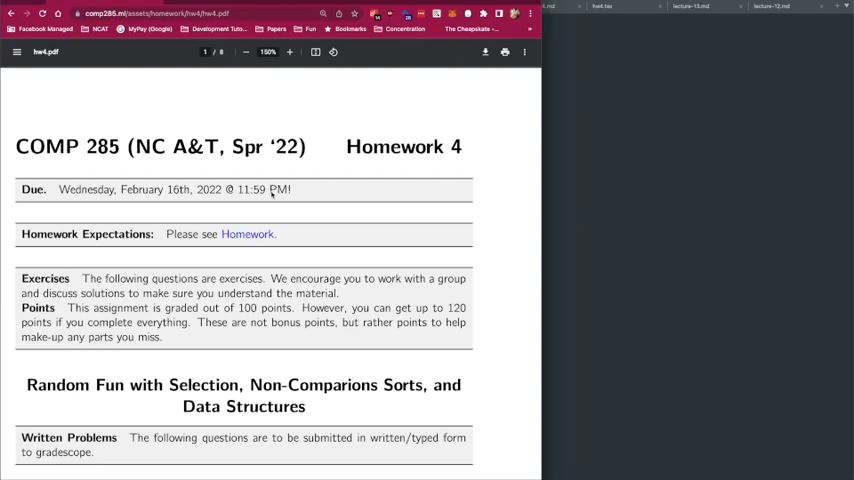 .md
hw4.tex
lecture-13.md
lecture-12.md
comp285.ml/assets/homework/hw4/hw4.pdf
Facebook Managed
NCAT
MyPay (Google)
Development Tuto...
Papers
Fun
Bookmarks
Concentration
The Cheapskate -...
»
hw4.pdf
1 / 8
150%
COMP 285 (NC A&T, Spr ‘22) Homework 4
Due. Wednesday, February 16th, 2022 @ 11:59 PM!
Homework Expectations: Please see Homework.
Exercises The following questions are exercises. We encourage you to work with a group
and discuss solutions to make sure you understand the material.
Points This assignment is graded out of 100 points. However, you can get up to 120
points if you complete everything. These are not bonus points, but rather points to help
make-up any parts you miss.
Random Fun with Selection, Non-Comparions Sorts, and
Data Structures
Written Problems The following questions are to be submitted in written/typed form
to gradescope.